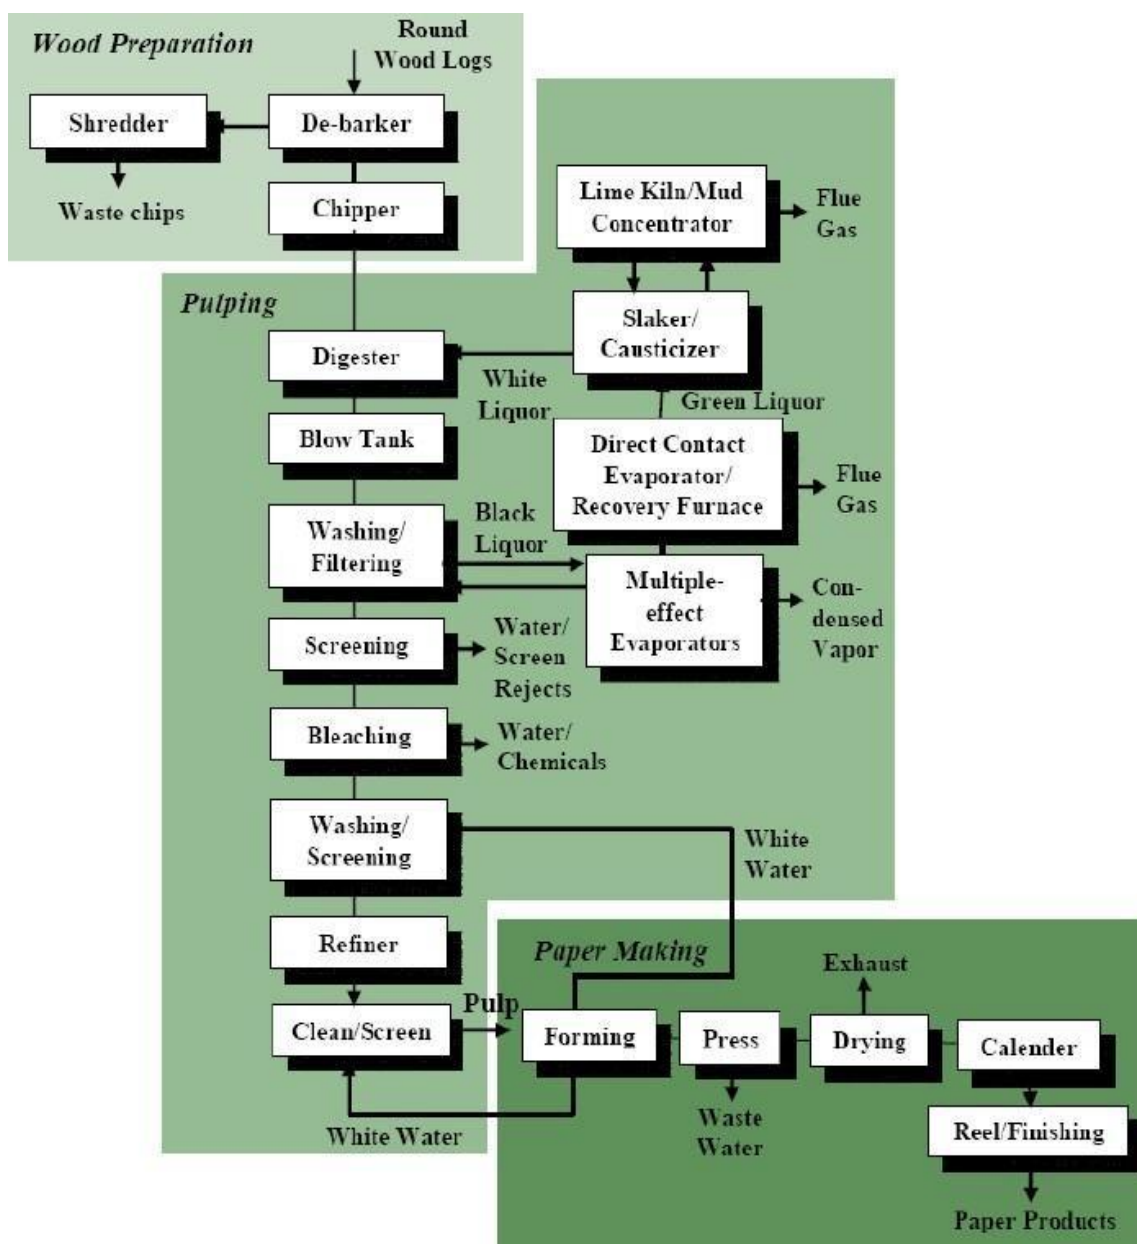 Wood Preparation
Round
Wood Logs
Shredder
De-barker
Waste chips
Chipper
Lime Kiln/Mud
Concentrator
Flue
Gas
Pulping
Slaker/
Causticizer
Digester
White
Liquor
Green Liquor
Blow Tank
Direct Contact
Evaporator/
Recovery Furnace
Flue
Gas
Washing/
Filtering
Black
Liquor
Multiple-
effect
Evaporators
Con-
densed
Vapor
Screening
Water/
Screen
Rejects
Bleaching
Water/
Chemicals
Washing/
Screening
White
Water
Refiner
Paper Making
Exhaust
Clean/Screen
Pulp
Forming
Press
Drying
Calender
White Water
Waste
Water
Reel/Finishing
Paper Products